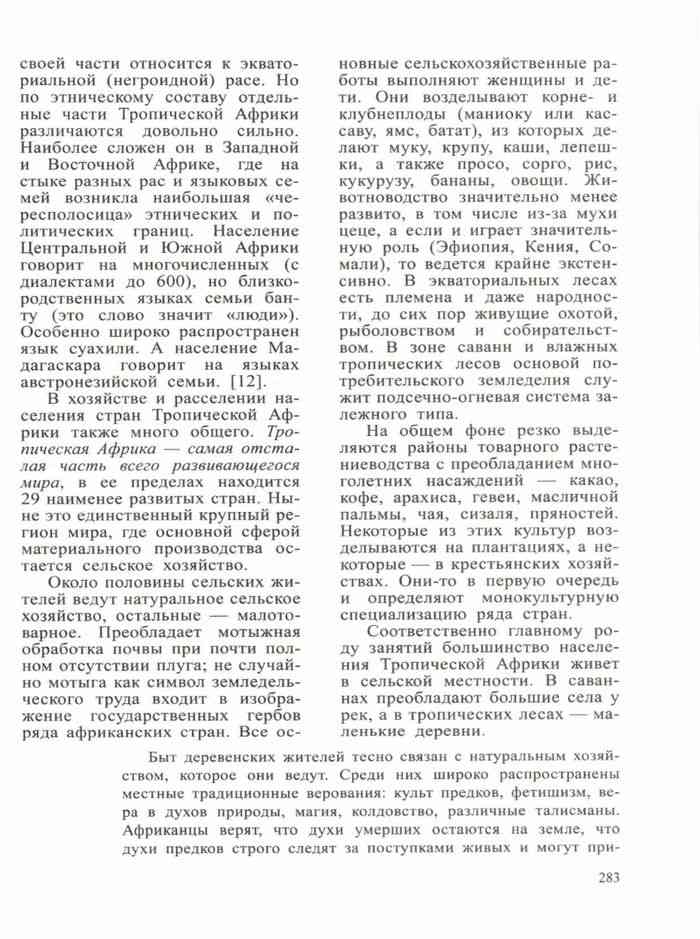 своей части относится к эквато-
риальной (негроидной) расе. Но
по этническому составу отдель-
ные части Тропической Африки
различаются довольно сильно.
Наиболее сложен он в Западной
и Восточной Африке, где на
стыке разных рас и языковых се-
мей возникла наибольшая «че-
респолосица» этнических и по-
литических границ. Население
Центральной и Южной Африки
говорит на многочисленных (с
диалектами до 600), но близко-
родственных языках семьи бан-
ту (это слово значит «люди»).
Особенно широко распространен
язык суахили. А население Ма-
дагаскара говорит на языках
австронезийской семьи. [12].
В хозяйстве и расселении на-
селения стран Тропической Аф-
рики также много общего. Тро-
пическая Африка — самая отста-
лая часть всего развивающегося
мира, в ее пределах находится
29 наименее развитых стран. Ны-
не это единственный крупный ре-
гион мира, где основной сферой
материального производства ос-
тается сельское хозяйство.
Около половины сельских жи-
телей ведут натуральное сельское
хозяйство, остальные — малото-
варное. Преобладает мотыжная
обработка почвы при почти пол-
ном отсутствии плуга; не случай-
но мотыга как символ земледель-
ческого труда входит в изобра-
жение государственных гербов
ряда африканских стран. Все ос-
новные сельскохозяйственные ра-
боты выполняют женщины и де-
ти. Они возделывают корне- и
клубнеплоды (маниоку или кас-
саву, ямс, батат), из которых де-
лают муку, крупу, каши, лепеш-
ки, а также просо, сорго, рис,
кукурузу, бананы, овощи. Жи-
вотноводство значительно менее
развито, в том числе из-за мухи
цеце, а если и играет значитель-
ную роль (Эфиопия, Кения, Со-
мали), то ведется крайне экстен-
сивно. В экваториальных лесах
есть племена и даже народнос-
ти, до сих пор живущие охотой,
рыболовством и собирательст-
вом. В зоне саванн и влажных
тропических лесов основой по-
требительского земледелия слу-
жит подсечно-огневая система за-
лежного типа.
На общем фоне резко выде-
ляются районы товарного расте-
ниеводства с преобладанием мно-
голетних насаждений — какао,
кофе, арахиса, гевеи, масличной
пальмы, чая, сизаля, пряностей.
Некоторые из этих культур воз-
делываются на плантациях, а не-
которые — в крестьянских хозяй-
ствах. Они-то в первую очередь
и определяют монокультурную
специализацию ряда стран.
Соответственно главному ро-
ду занятий большинство населе-
ния Тропической Африки живет
в сельской местности. В саван-
нах преобладают большие села у
рек, а в тропических лесах — ма-
ленькие деревни.
Быт деревенских жителей тесно связан с натуральным хозяй-
ством, которое они ведут. Среди них широко распространены
местные традиционные верования: культ предков, фетишизм, ве-
ра в духов природы, магия, колдовство, различные талисманы.
Африканцы верят, что духи умерших остаются на земле, что
духи предков строго следят за поступками живых и могут при-
283